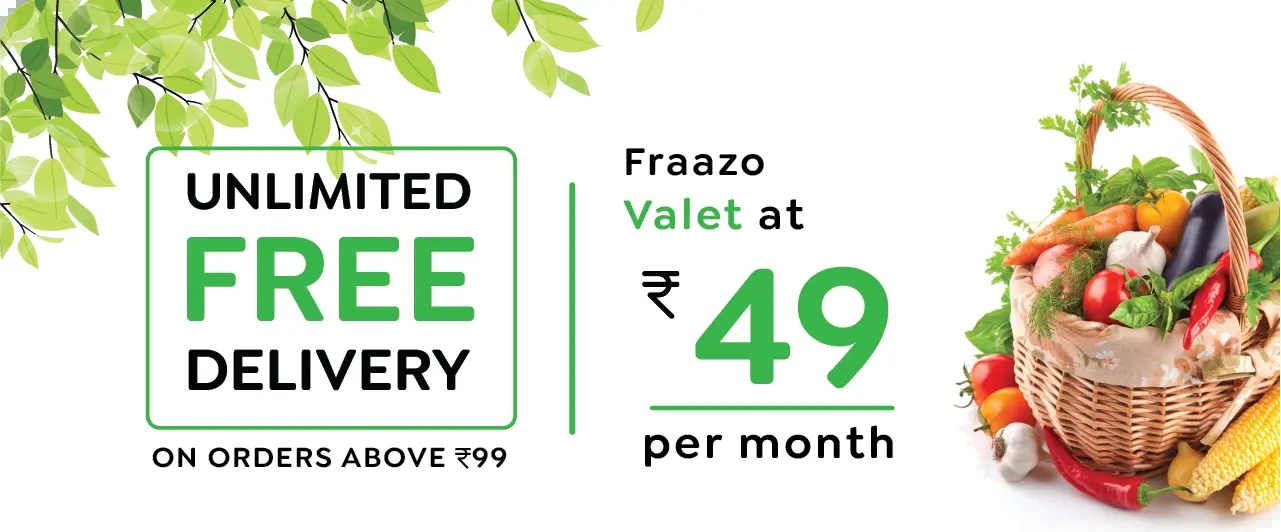 UNLIMITED
FREE
DELIVERY
ON ORDERS ABOVE ₹99
Fraazo
Valet at
₹ 49
per month